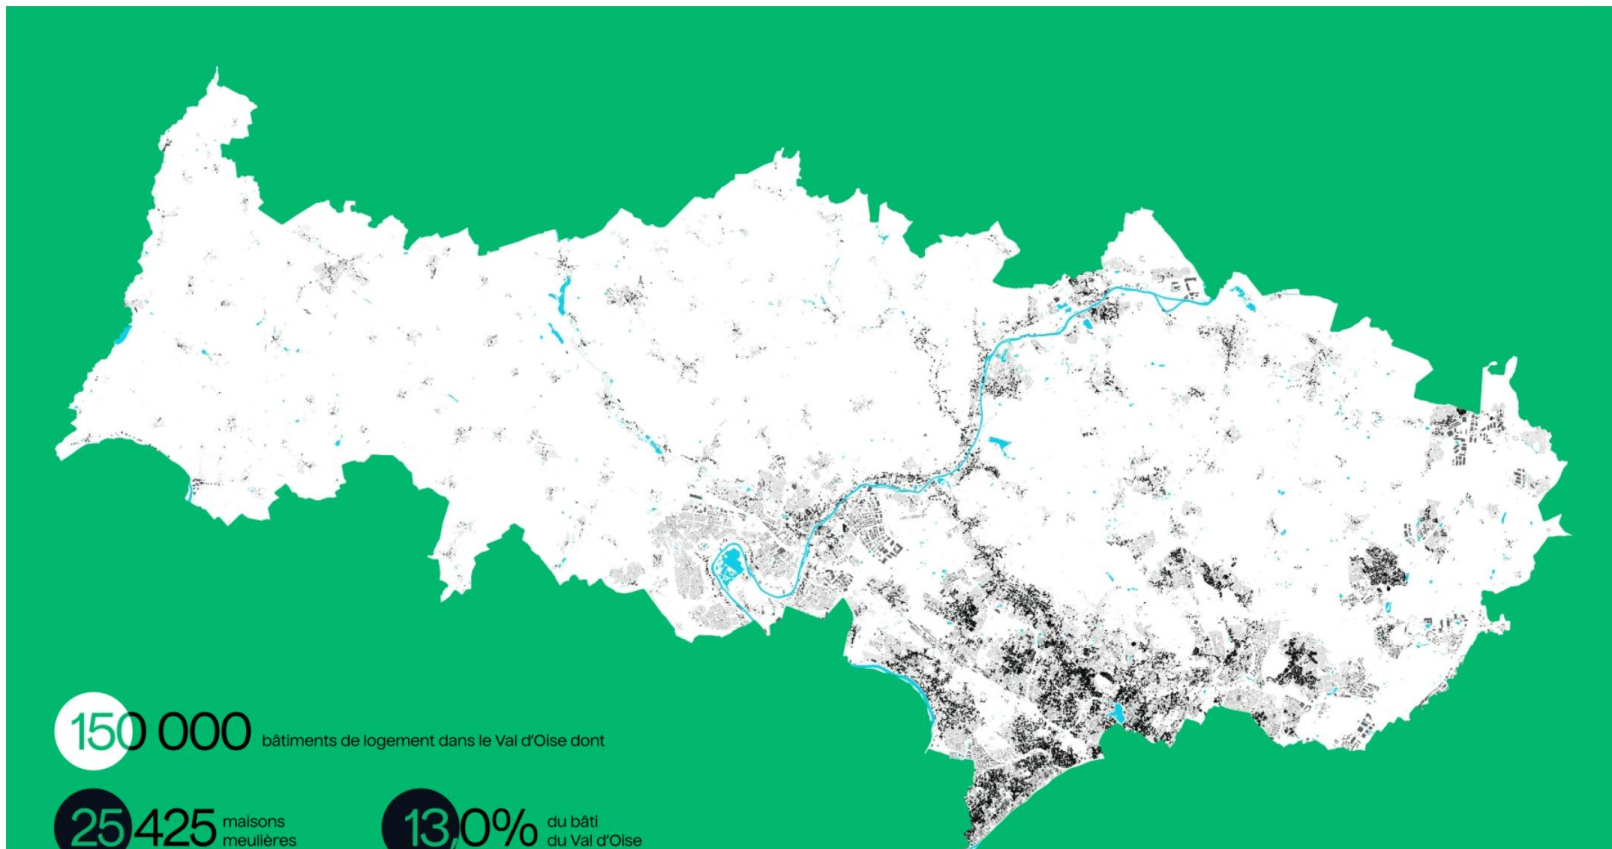 150 000 bâtiments de logement dans le Val d'Oise dont
25 425 maisons
meulières
13,0% du bâti
du Val d'Oise